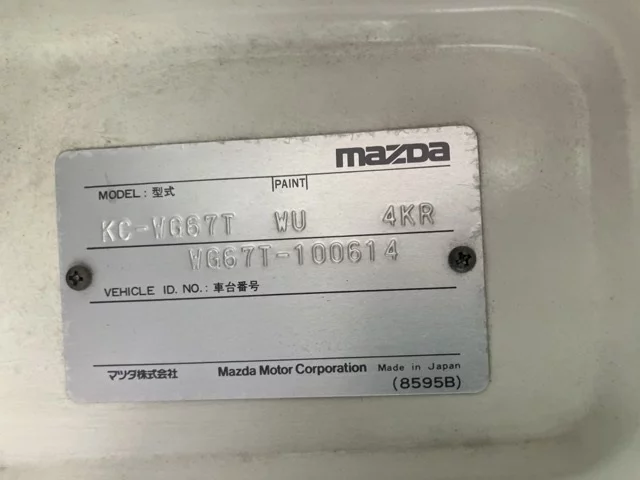 mazda
MODEL: 型式 PAINT
KC-WG67T WU 4KR
WG67T-100614
VEHICLE ID. NO.: 車台番号
マツダ株式会社 Mazda Motor Corporation Made in Japan
(8595B)